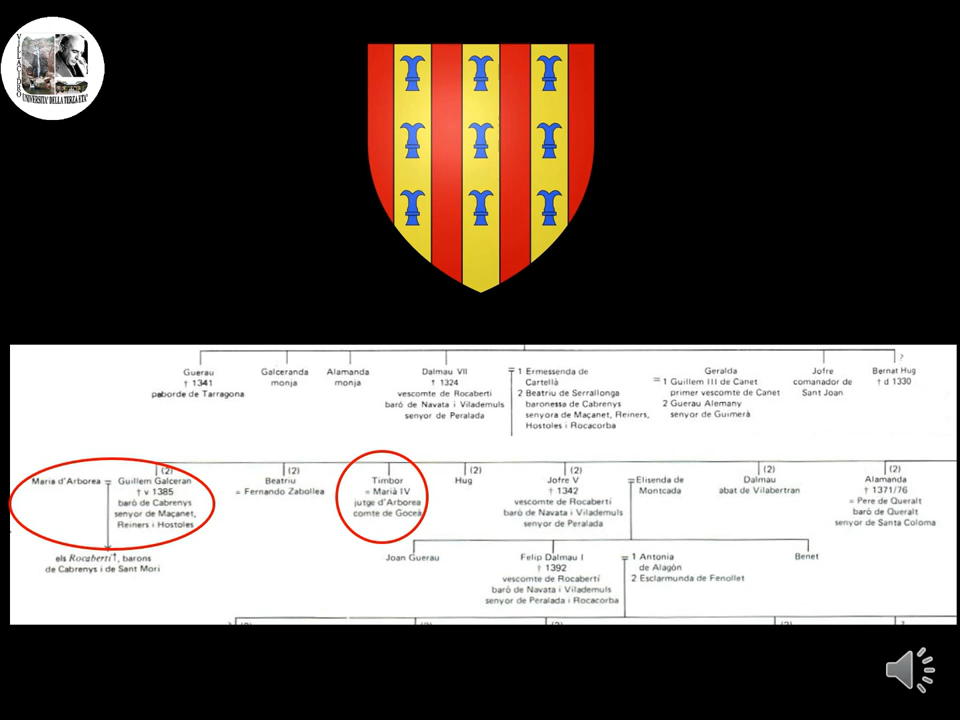 VILLACIDRO
UNIVERSITA' DELLA TERZA ETA'
?
Guerau
† 1341
paborde de Tarragona
Galceranda
monja
Alamanda
monja
Dalmau VII
† 1324
vescomte de Rocabertí
baró de Navata i Vilademuls
senyor de Peralada
= 1 Ermessenda de
Cartellà
2 Beatriu de Serrallonga
baronessa de Cabrenys
senyora de Maçanet, Reiners,
Hostoles i Rocacorba
Geralda
= 1 Guillem III de Canet
primer vescomte de Canet
2 Guerau Alemany
senyor de Guimerà
Jofre
comanador de
Sant Joan
Bernat Hug
† d 1330
Maria d'Arborea =
(2)
Guillem Galceran
† v 1385
baró de Cabrenys
senyor de Maçanet,
Reiners i Hostoles
els Rocabertí↑, barons
de Cabrenys i de Sant Mori
(2)
Beatriu
= Fernando Zabollea
Timbor
= Marià IV
jutge d'Arborea
comte de Gocea
(2)
Hug
(2)
Jofre V
† 1342
vescomte de Rocabertí
baró de Navata i Vilademuls
senyor de Peralada
= Elisenda de
Montcada
(2)
Dalmau
abat de Vilabertran
(2)
Alamanda
† 1371/76
= Pere de Queralt
baró de Queralt
senyor de Santa Coloma
Joan Guerau
Felip Dalmau I
† 1392
vescomte de Rocabertí
baró de Navata i Vilademuls
senyor de Peralada i Rocacorba
= 1 Antonia
de Alagón
2 Esclarmunda de Fenollet
Benet